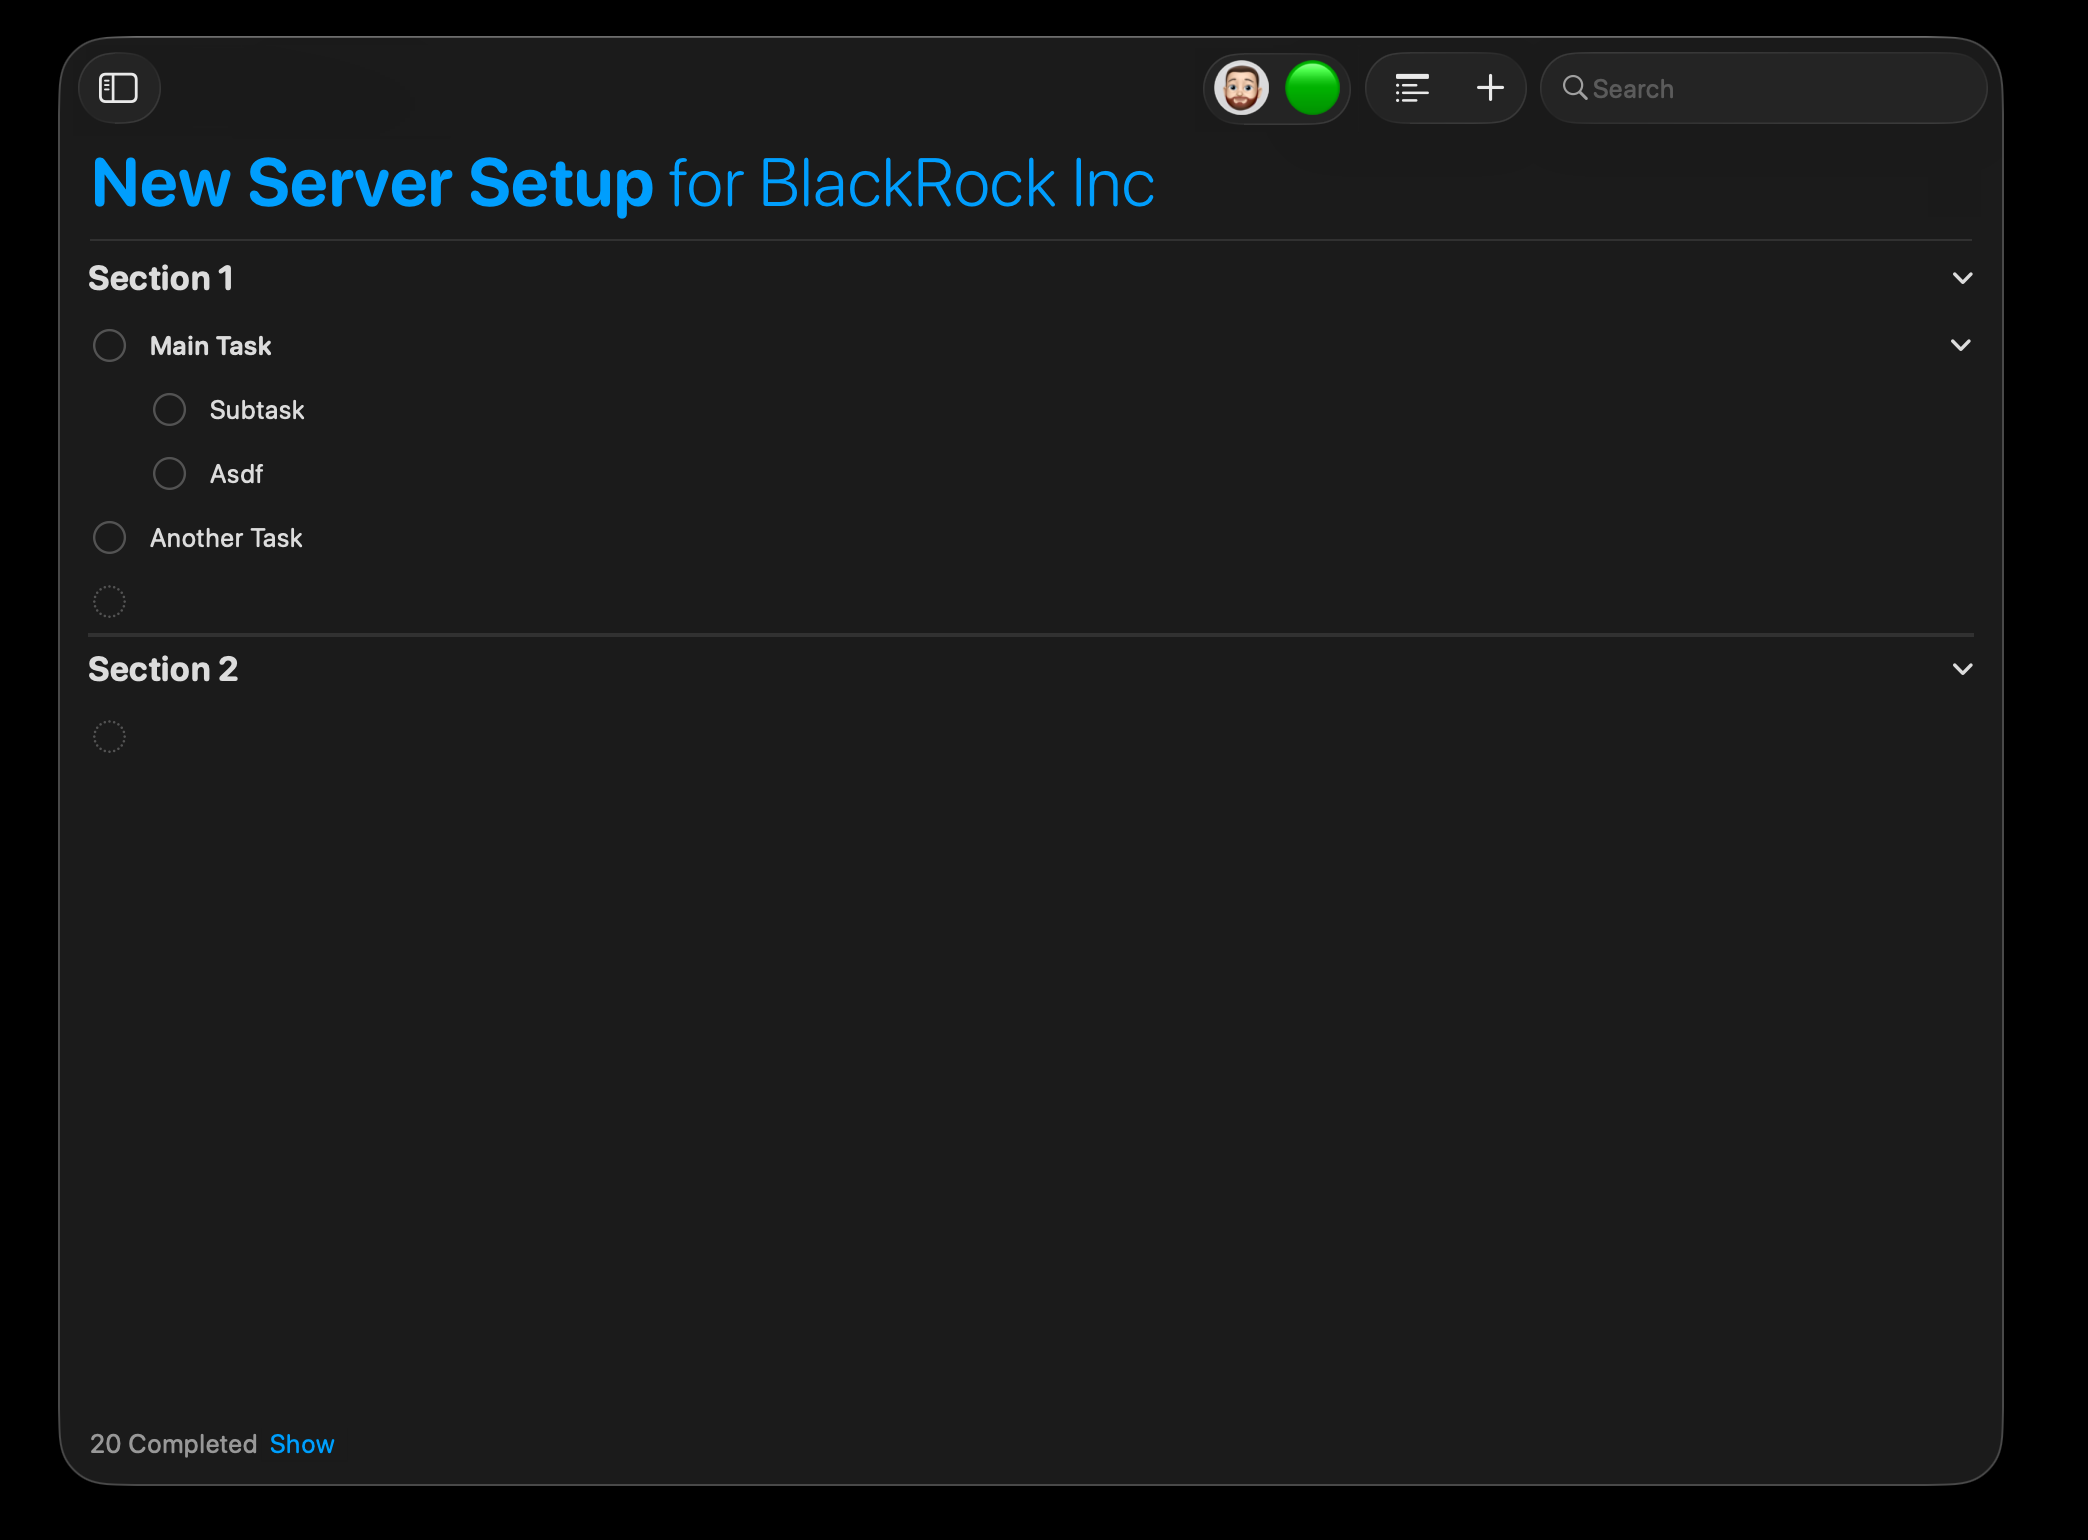 Search
New Server Setup for BlackRock Inc
Section 1
Main Task
Subtask
Asdf
Another Task
Section 2
20 Completed Show